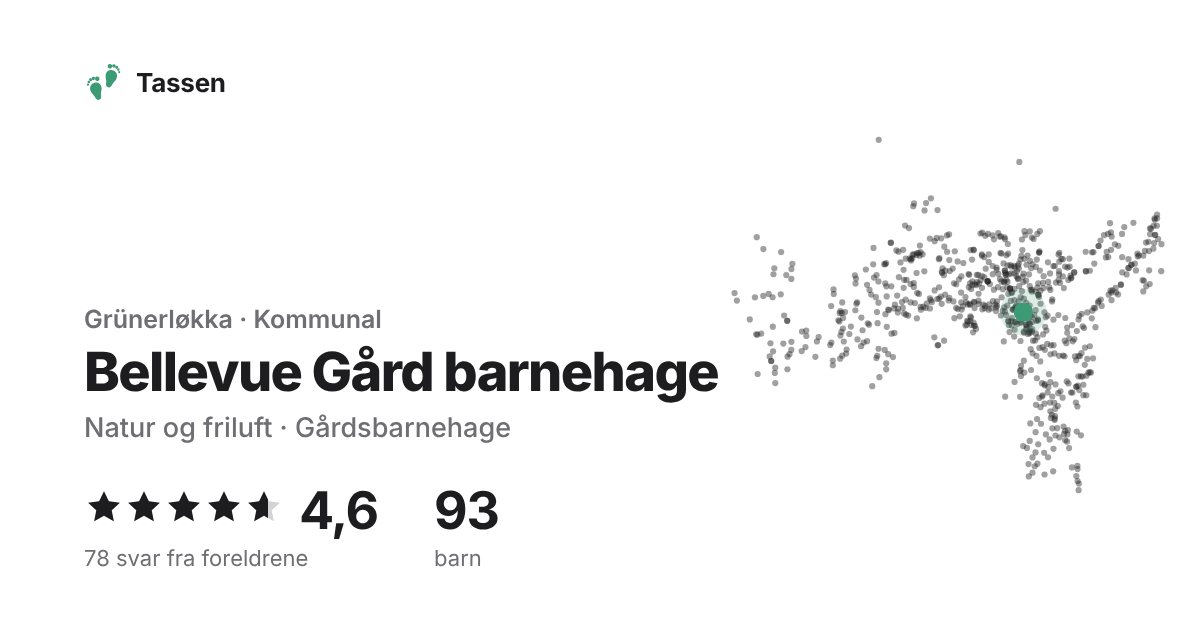 Tassen
Grünerløkka · Kommunal
Bellevue Gård barnehage
Natur og friluft · Gårdsbarnehage
4,6
93
78 svar fra foreldrene
barn